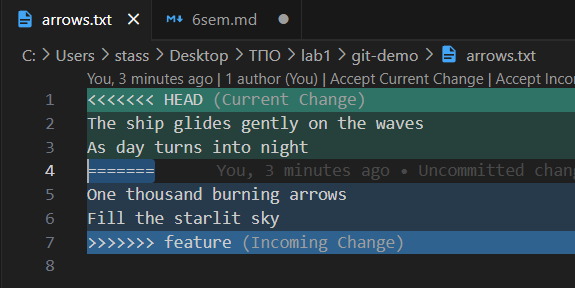 arrows.txt 6sem.md
C: > Users > stass > Desktop > ТПО > lab1 > git-demo > arrows.txt
You, 3 minutes ago | 1 author (You) | Accept Current Change | Accept Incom
1 <<<<<<< HEAD (Current Change)
2 The ship glides gently on the waves
3 As day turns into night
4 ======= You, 3 minutes ago • Uncommitted chan
5 One thousand burning arrows
6 Fill the starlit sky
7 >>>>>>> feature (Incoming Change)
8